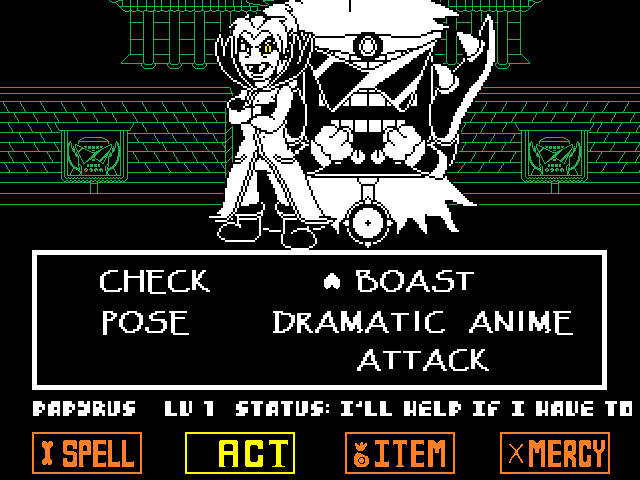 CHECK BOAST
POSE DRAMATIC ANIME
ATTACK
PAPYRUS LV 1 STATUS: I'LL HELP IF I HAVE TO
SPELL ACT ITEM MERCY